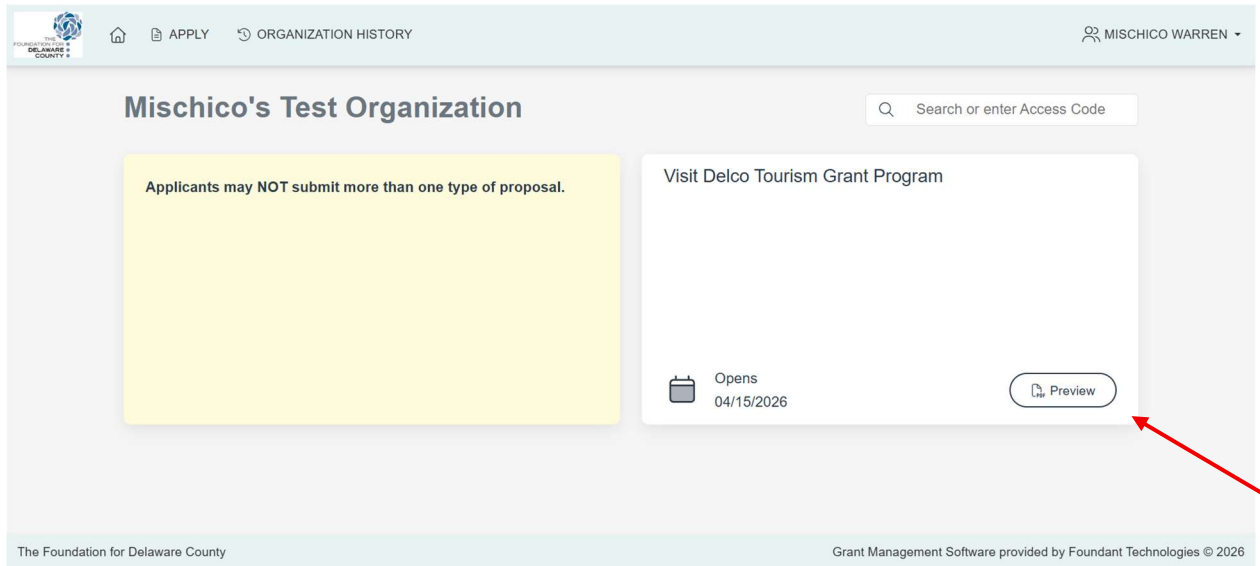 THE
FOUNDATION FOR
DELAWARE
COUNTY
APPLY
ORGANIZATION HISTORY
MISCHICO WARREN
Mischico's Test Organization
Search or enter Access Code
Applicants may NOT submit more than one type of proposal.
Visit Delco Tourism Grant Program
Opens
04/15/2026
PDF
Preview
The Foundation for Delaware County
Grant Management Software provided by Foundant Technologies © 2026